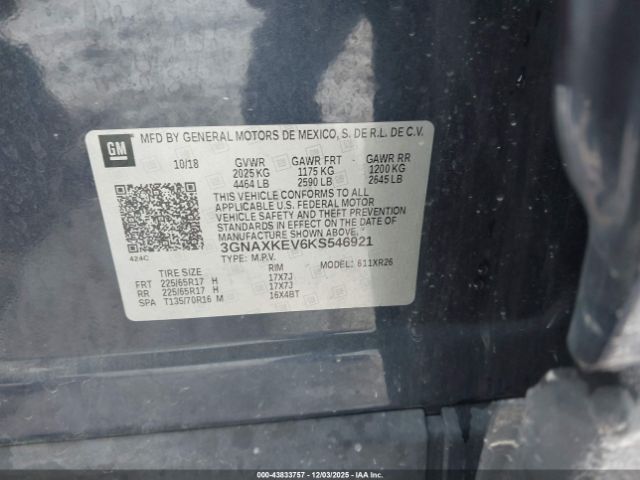 GM MFD BY GENERAL MOTORS DE MEXICO, S. DE R.L. DE C.V.
10/18 GVWR GAWR FRT - GAWR RR
2025 KG 1175 KG 1200 KG
4464 LB 2590 LB 2645 LB
THIS VEHICLE CONFORMS TO ALL
APPLICABLE U.S. FEDERAL MOTOR
VEHICLE SAFETY AND THEFT PREVENTION
STANDARDS IN EFFECT ON THE DATE OF
MANUFACTURE SHOWN ABOVE.
3GNAXKEV6KS546921
424C TYPE: M.P.V. MODEL: 611XR26
TIRE SIZE RIM
FRT 225/65R17 H 17X7J
RR 225/65R17 H 17X7J
SPA T135/70R16 M 16X4BT
000-43833757 - 12/03/2025 - COPART